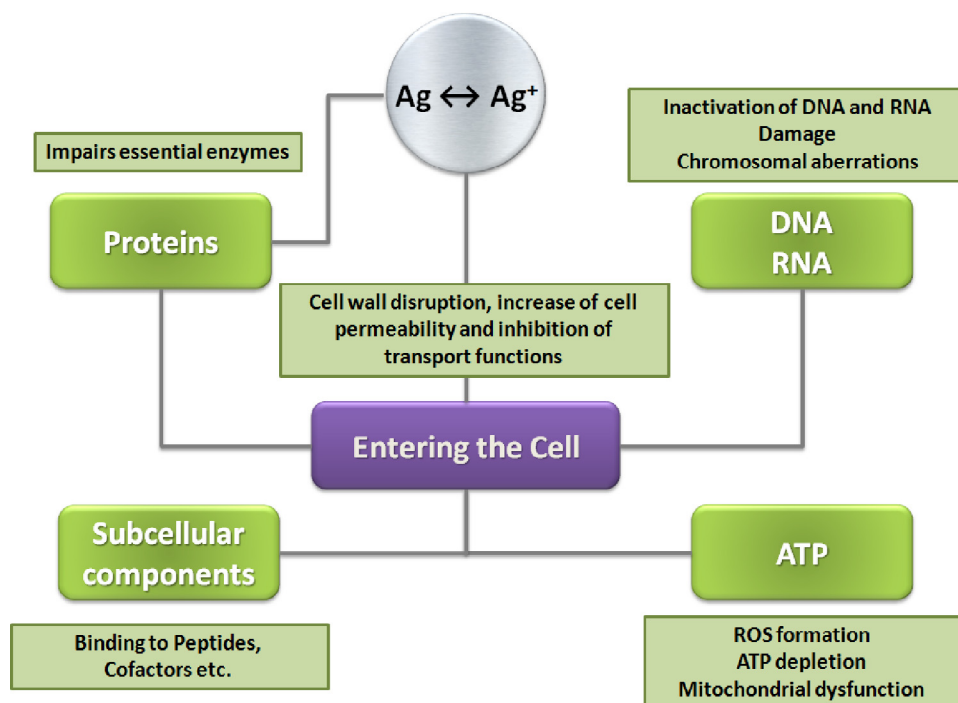 Ag ↔ Ag⁺
Impairs essential enzymes
Proteins
Inactivation of DNA and RNA
Damage
Chromosomal aberrations
DNA
RNA
Cell wall disruption, increase of cell
permeability and inhibition of
transport functions
Entering the Cell
Subcellular
components
Binding to Peptides,
Cofactors etc.
ATP
ROS formation
ATP depletion
Mitochondrial dysfunction